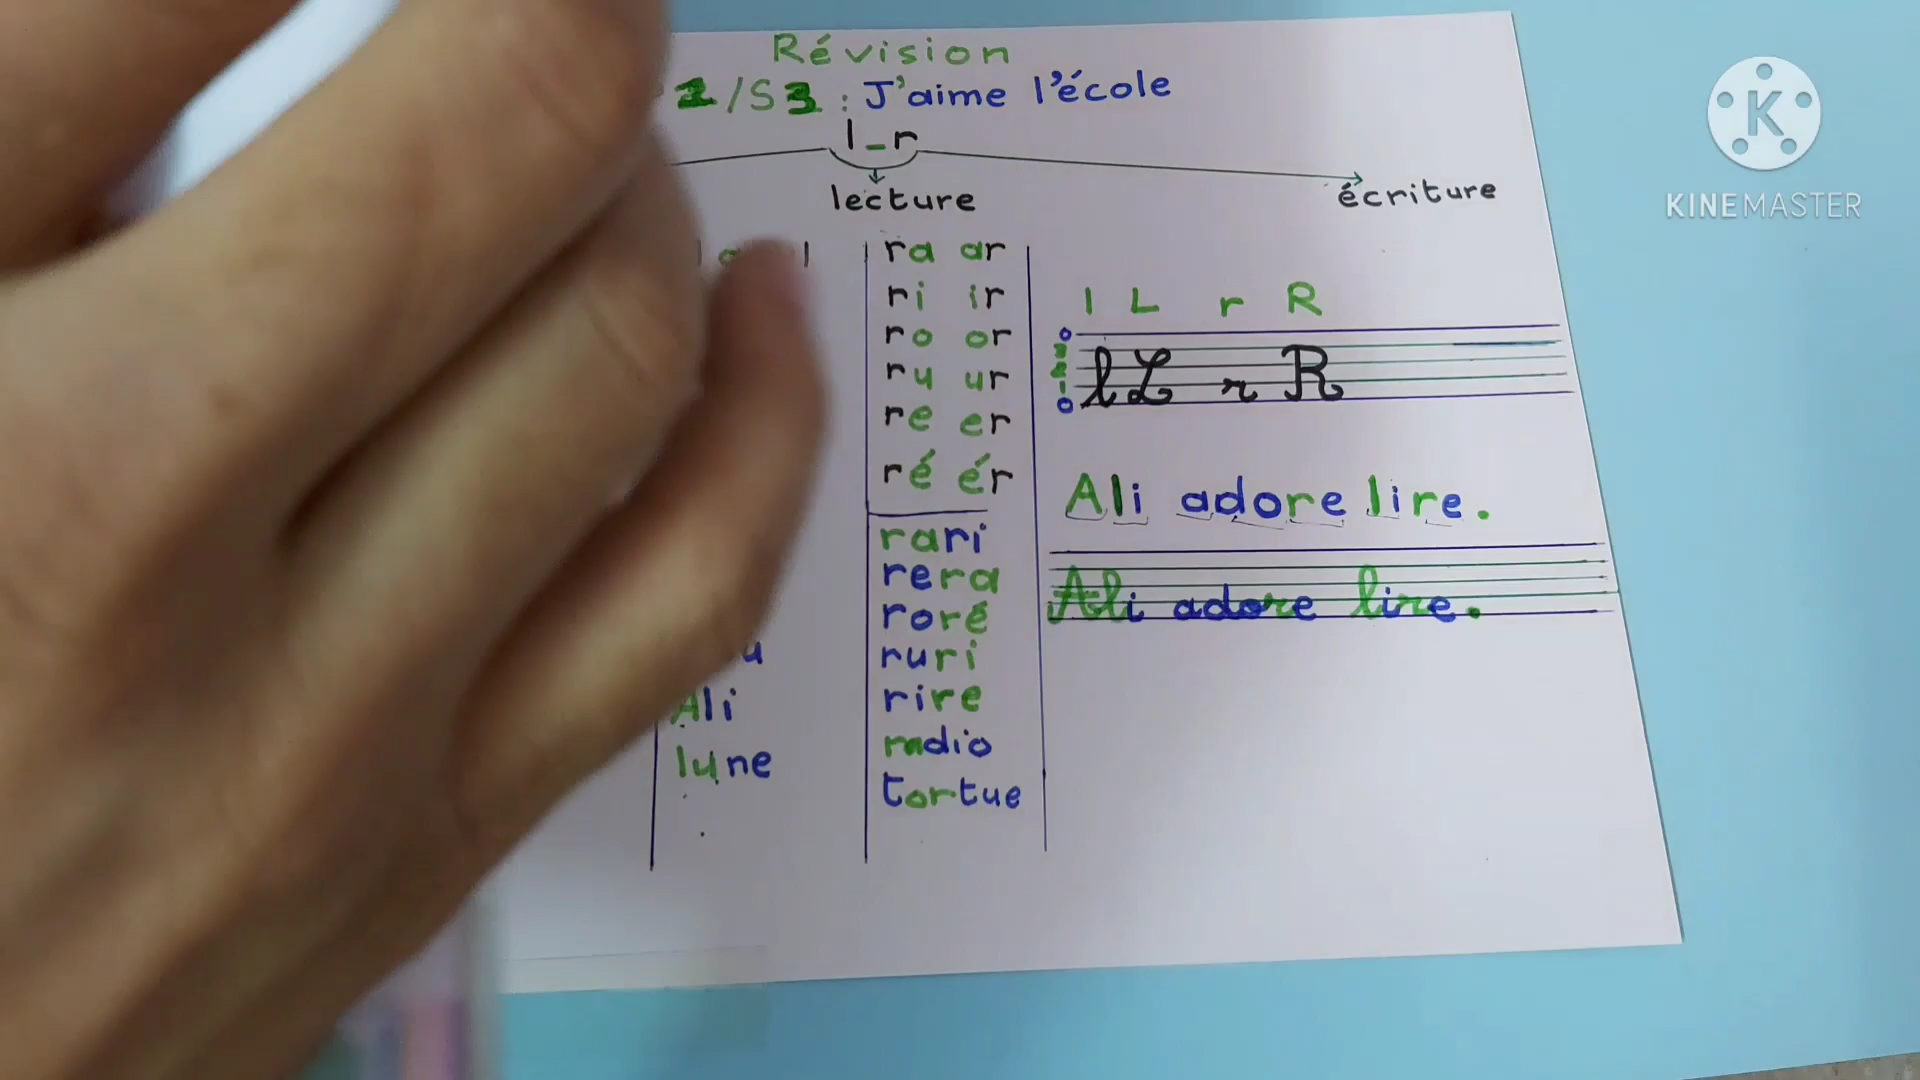 Révision
2/S3 : J'aime l'école
l_r
lecture
écriture
ra ar
ri ir
ro or
ru ur
re er
ré ér
rari
rera
roré
ruri
rire
radio
tortue
Ali
lune
l L r R
l L r R
Ali adore lire.
Ali adore lire.
K
KINEMASTER